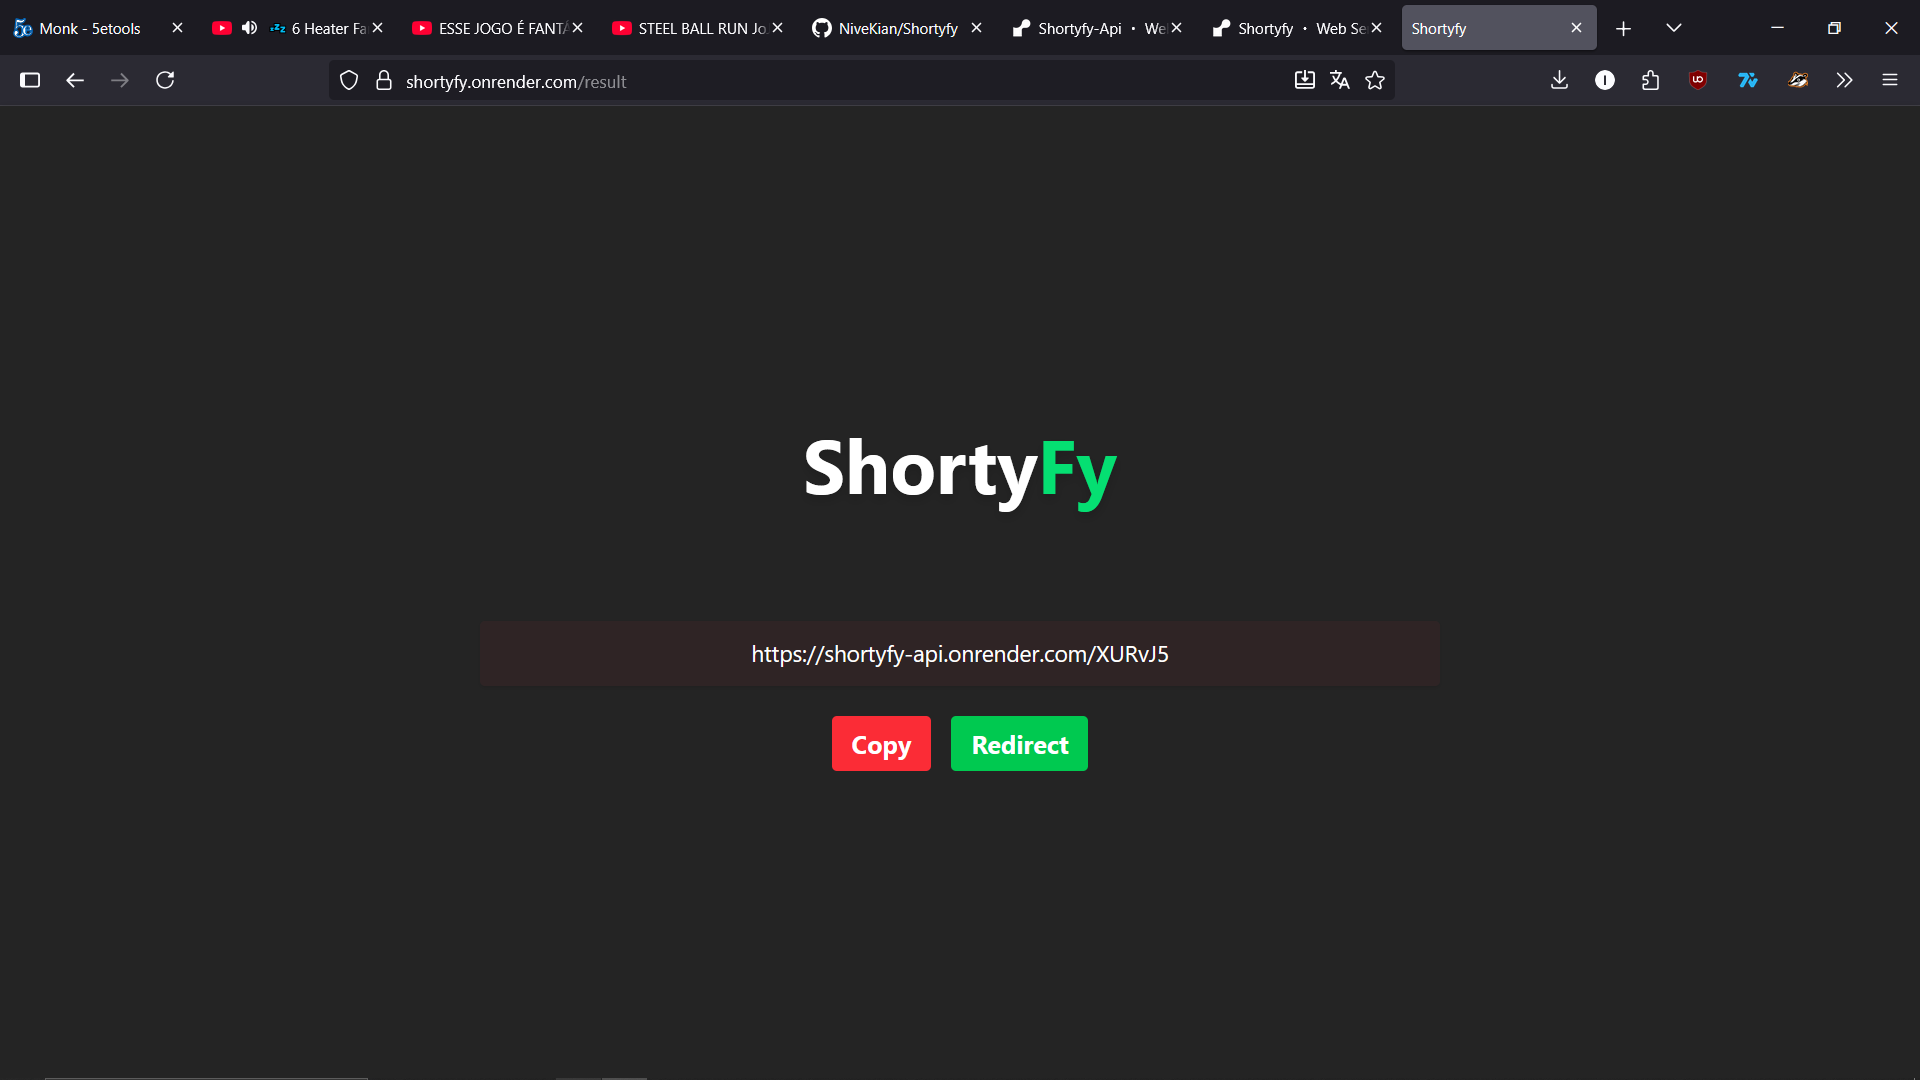 Monk - 5etools
6 Heater Fa
ESSE JOGO É FANTÁ
STEEL BALL RUN Jo
NiveKian/Shortyfy
Shortyfy-Api • We
Shortyfy • Web Se
Shortyfy
shortyfy.onrender.com/result
ShortyFy
https://shortyfy-api.onrender.com/XURvJ5
Copy
Redirect